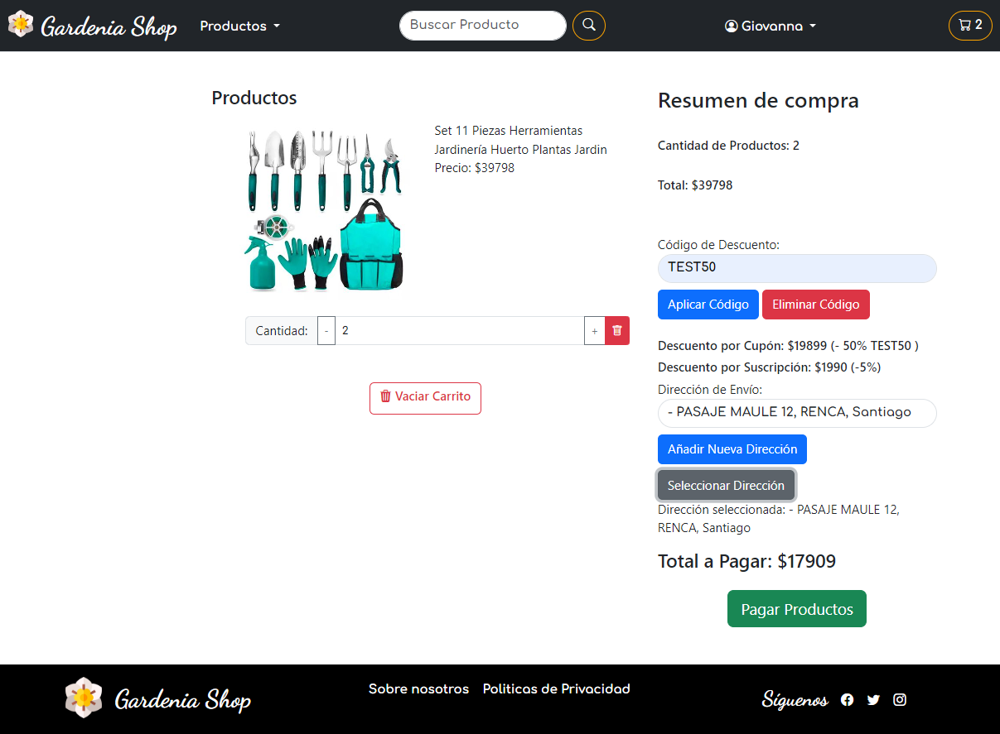 Gardenia Shop
Productos
Buscar Producto
Giovanna
2
Productos
Set 11 Piezas Herramientas
Jardinería Huerto Plantas Jardin
Precio: $39798
Cantidad:
-
2
+
Vaciar Carrito
Resumen de compra
Cantidad de Productos: 2
Total: $39798
Código de Descuento:
TEST50
Aplicar Código
Eliminar Código
Descuento por Cupón: $19899 (- 50% TEST50 )
Descuento por Suscripción: $1990 (-5%)
Dirección de Envío:
- PASAJE MAULE 12, RENCA, Santiago
Añadir Nueva Dirección
Seleccionar Dirección
Dirección seleccionada: - PASAJE MAULE 12,
RENCA, Santiago
Total a Pagar: $17909
Pagar Productos
Gardenia Shop
Sobre nosotros
Politicas de Privacidad
Síguenos